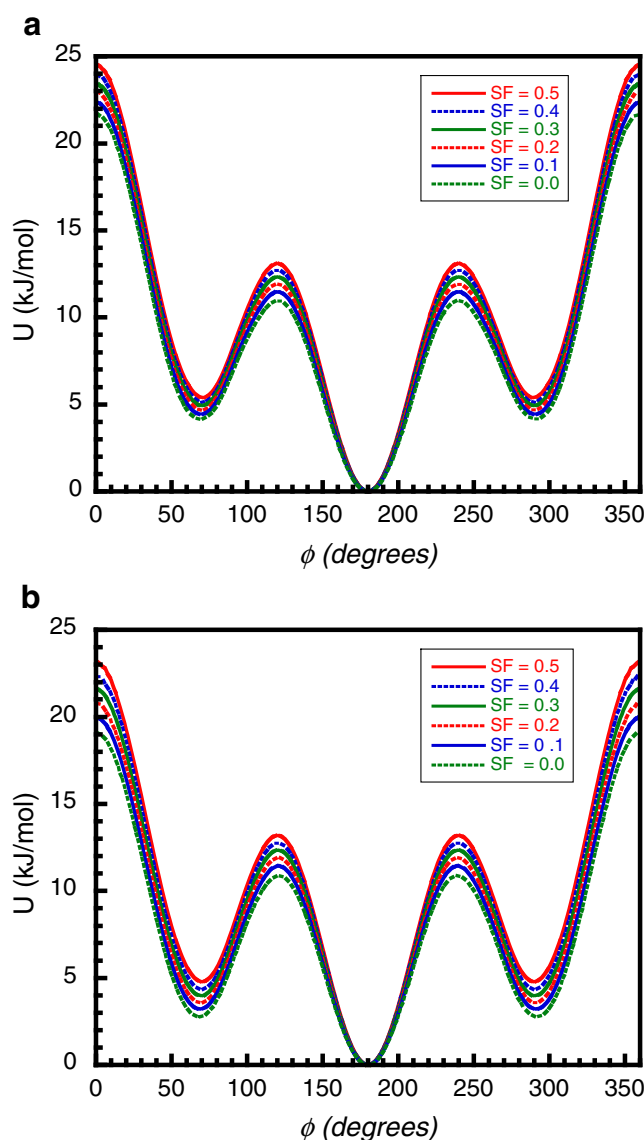 a
25
20
15
10
5
0
U (kJ/mol)
SF = 0.5
SF = 0.4
SF = 0.3
SF = 0.2
SF = 0.1
SF = 0.0
0 50 100 150 200 250 300 350
ϕ (degrees)
b
25
20
15
10
5
0
U (kJ/mol)
SF = 0.5
SF = 0.4
SF = 0.3
SF = 0.2
SF = 0 .1
SF = 0.0
0 50 100 150 200 250 300 350
ϕ (degrees)